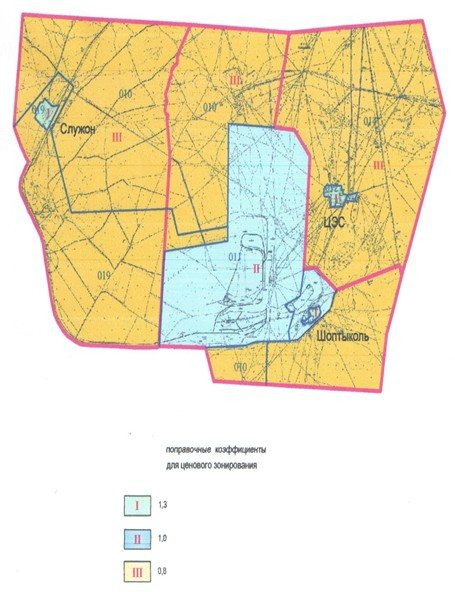 III
010
010
019
I
Служон
III
014
III
I
ЦЭС
011
II
019
I
Шоптыколь
010
поправочные коэффициенты
для ценового зонирования
I 1,3
II 1,0
III 0,8